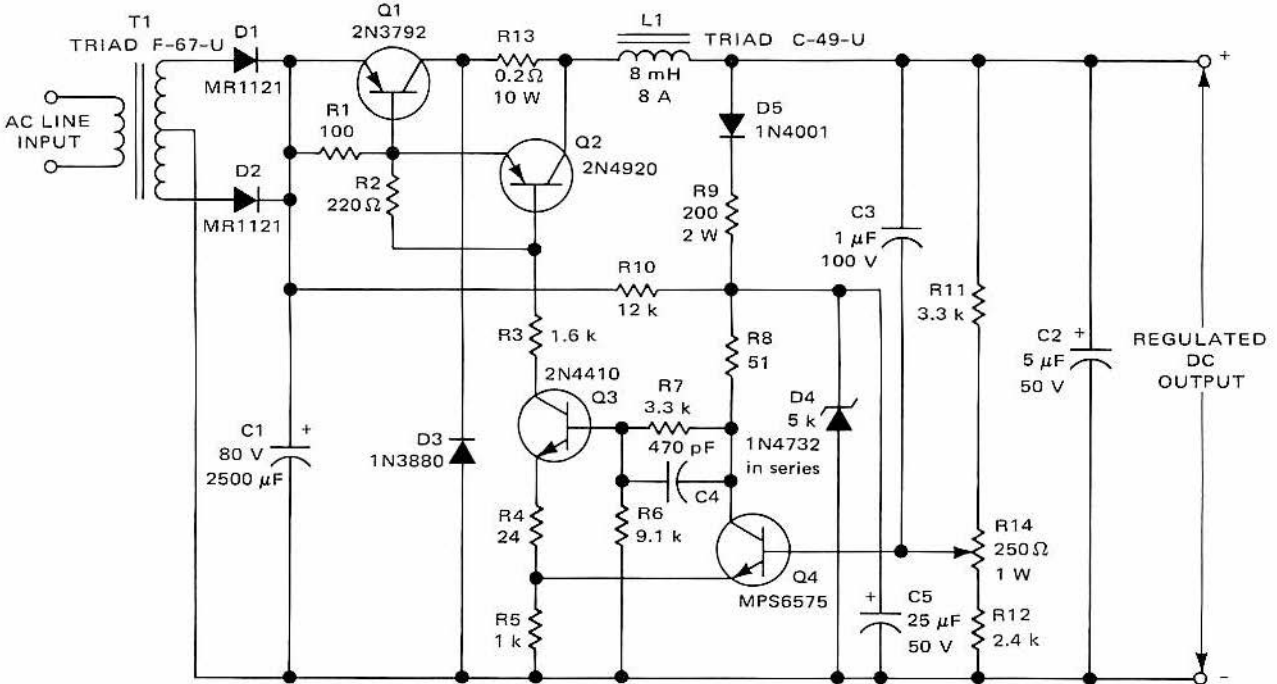 T1
TRIAD F-67-U
D1
MR1121
Q1
2N3792
R13
0.2Ω
10 W
L1
TRIAD C-49-U
8 mH
8 A
+
AC LINE
INPUT
R1
100
D5
1N4001
Q2
2N4920
D2
MR1121
R2
220Ω
R9
200
2 W
C3
1 μF
100 V
R10
12 k
R11
3.3 k
R3
1.6 k
R8
51
C2
5 μF
50 V
+
REGULATED
DC
OUTPUT
2N4410
Q3
R7
3.3 k
470 pF
C4
D4
5 k
1N4732
in series
C1
80 V
2500 μF
+
D3
1N3880
R4
24
R6
9.1 k
R14
250Ω
1 W
Q4
MPS6575
R5
1 k
+
C5
25 μF
50 V
R12
2.4 k
-